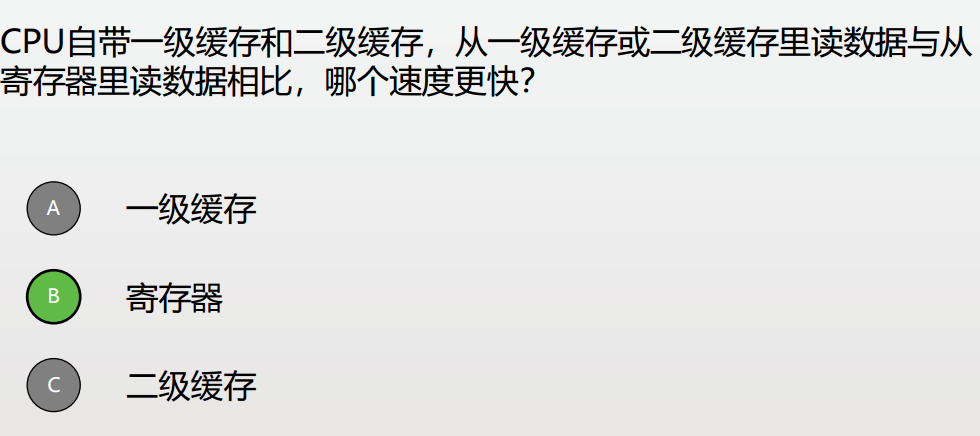 CPU自带一级缓存和二级缓存，从一级缓存或二级缓存里读数据与从
寄存器里读数据相比，哪个速度更快？
A 一级缓存
B 寄存器
C 二级缓存